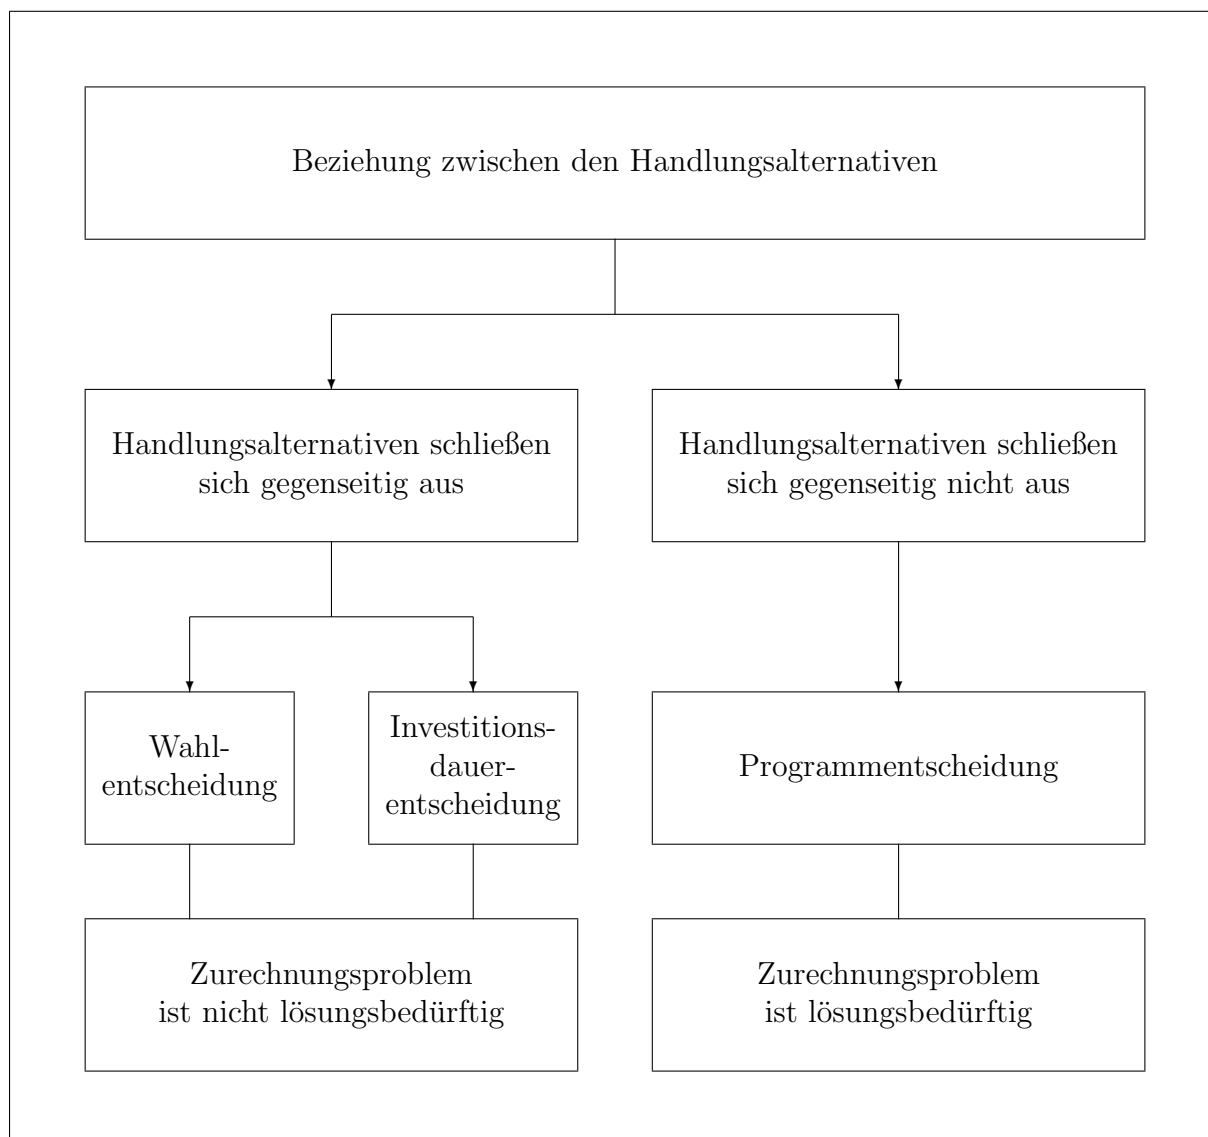 Beziehung zwischen den Handlungsalternativen
Handlungsalternativen schließen
sich gegenseitig aus
Handlungsalternativen schließen
sich gegenseitig nicht aus
Wahl-
entscheidung
Investitions-
dauer-
entscheidung
Programmentscheidung
Zurechnungsproblem
ist nicht lösungsbedürftig
Zurechnungsproblem
ist lösungsbedürftig